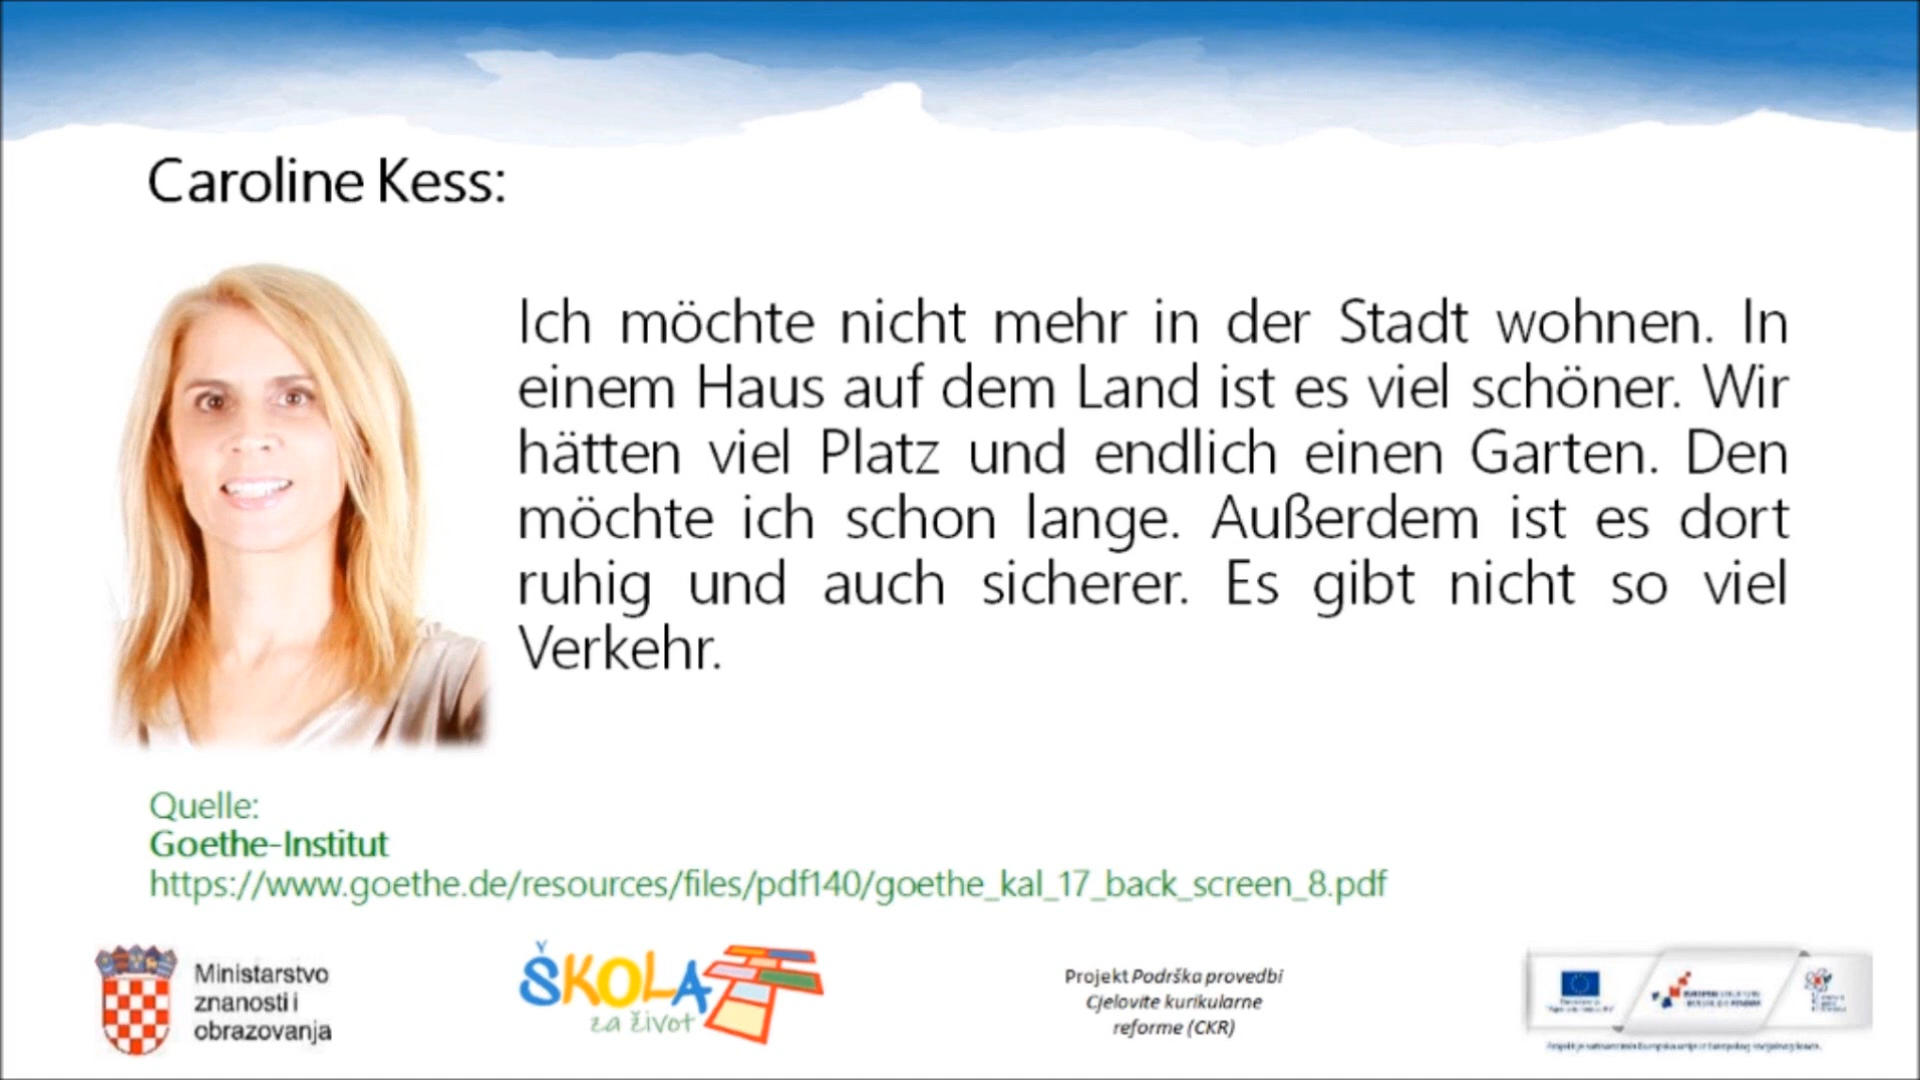 Caroline Kess:
Ich möchte nicht mehr in der Stadt wohnen. In
einem Haus auf dem Land ist es viel schöner. Wir
hätten viel Platz und endlich einen Garten. Den
möchte ich schon lange. Außerdem ist es dort
ruhig und auch sicherer. Es gibt nicht so viel
Verkehr.
Quelle:
Goethe-Institut
https://www.goethe.de/resources/files/pdf140/goethe_kal_17_back_screen_8.pdf
Ministarstvo
znanosti i
obrazovanja
ŠKOLA
za život
Projekt Podrška provedbi
Cjelovite kurikularne
reforme (CKR)